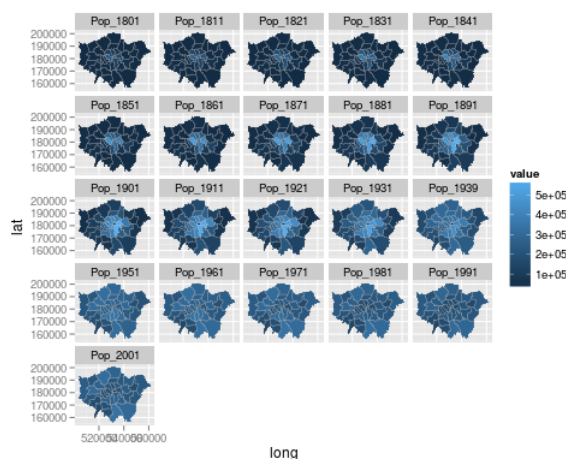 Pop_1801 Pop_1811 Pop_1821 Pop_1831 Pop_1841
200000
190000
180000
170000
160000
Pop_1851 Pop_1861 Pop_1871 Pop_1881 Pop_1891
200000
190000
180000
170000
160000
value
5e+05
4e+05
3e+05
2e+05
1e+05
Pop_1901 Pop_1911 Pop_1921 Pop_1931 Pop_1939
200000
190000
180000
170000
160000
lat
Pop_1951 Pop_1961 Pop_1971 Pop_1981 Pop_1991
200000
190000
180000
170000
160000
Pop_2001
200000
190000
180000
170000
160000
long